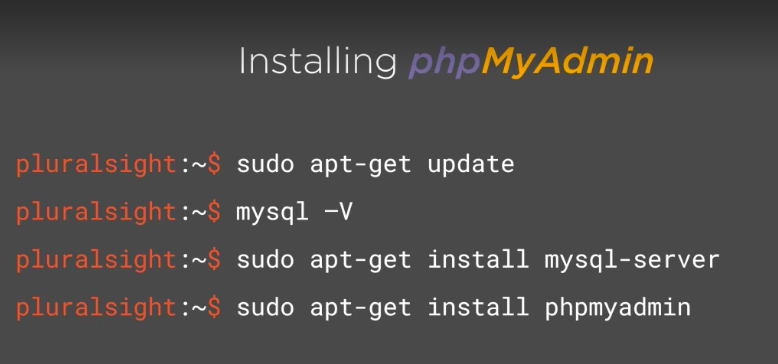 Installing phpMyAdmin
pluralsight:~$ sudo apt-get update
pluralsight:~$ mysql –V
pluralsight:~$ sudo apt-get install mysql-server
pluralsight:~$ sudo apt-get install phpmyadmin